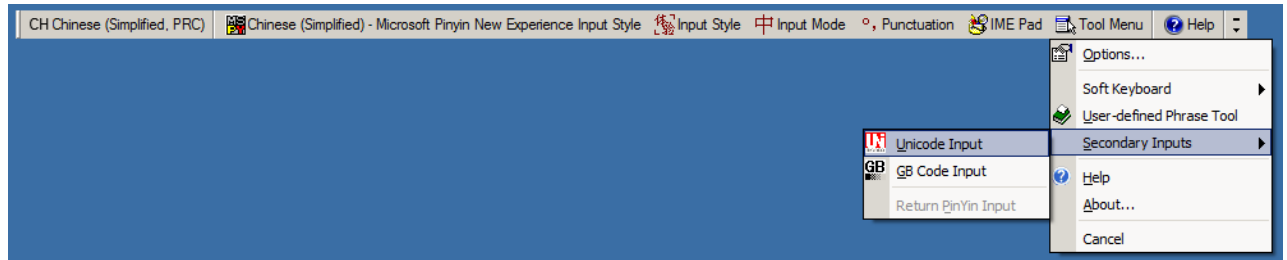 CH Chinese (Simplified, PRC) Chinese (Simplified) - Microsoft Pinyin New Experience Input Style Input Style 中 Input Mode °, Punctuation IME Pad Tool Menu Help
Options...
Soft Keyboard
User-defined Phrase Tool
Secondary Inputs
Unicode Input
GB GB Code Input
Return PinYin Input
Help
About...
Cancel